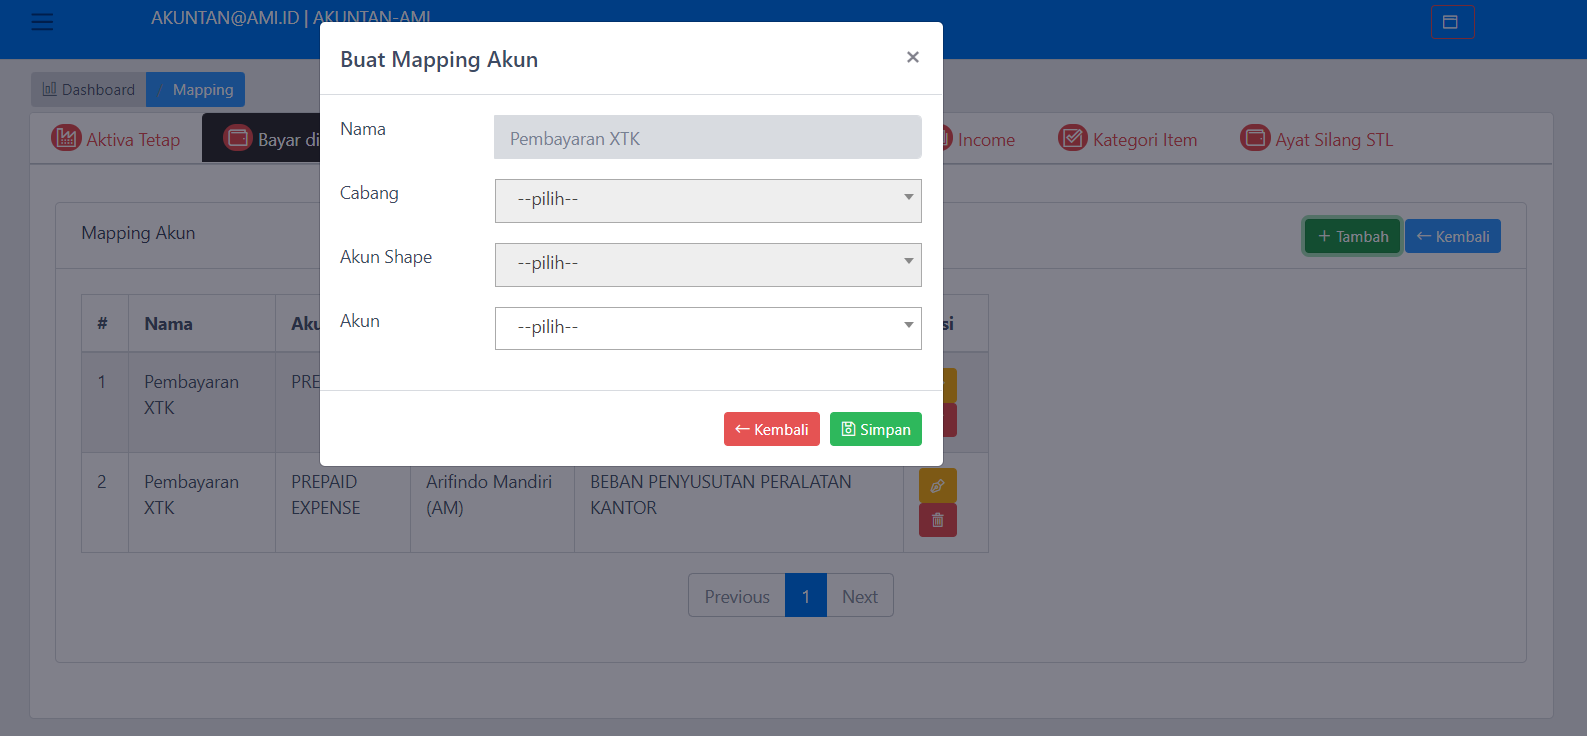 AKUNTAN@AMI.ID | AKUNTAN-AMI
Dashboard / Mapping
Aktiva Tetap
Bayar di
Income
Kategori Item
Ayat Silang STL
Buat Mapping Akun
×
Nama
Pembayaran XTK
Cabang
--pilih--
Akun Shape
--pilih--
Akun
--pilih--
← Kembali
Simpan
Mapping Akun
+ Tambah
← Kembali
# Nama Aku si
1 Pembayaran PRE
XTK
2 Pembayaran PREPAID Arifindo Mandiri BEBAN PENYUSUTAN PERALATAN
XTK EXPENSE (AM) KANTOR
Previous 1 Next